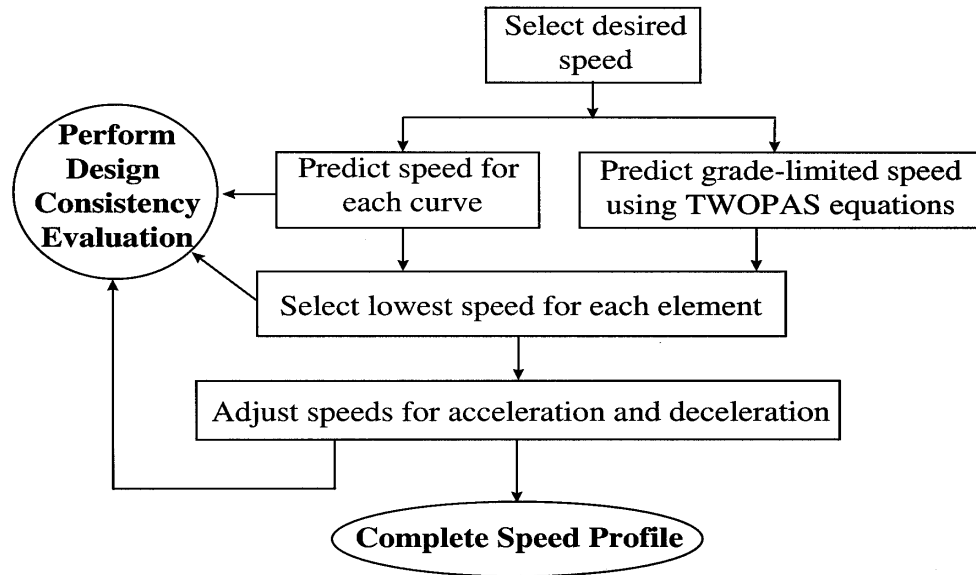 Select desired
speed
Perform
Design
Consistency
Evaluation
Predict speed for
each curve
Predict grade-limited speed
using TWOPAS equations
Select lowest speed for each element
Adjust speeds for acceleration and deceleration
Complete Speed Profile